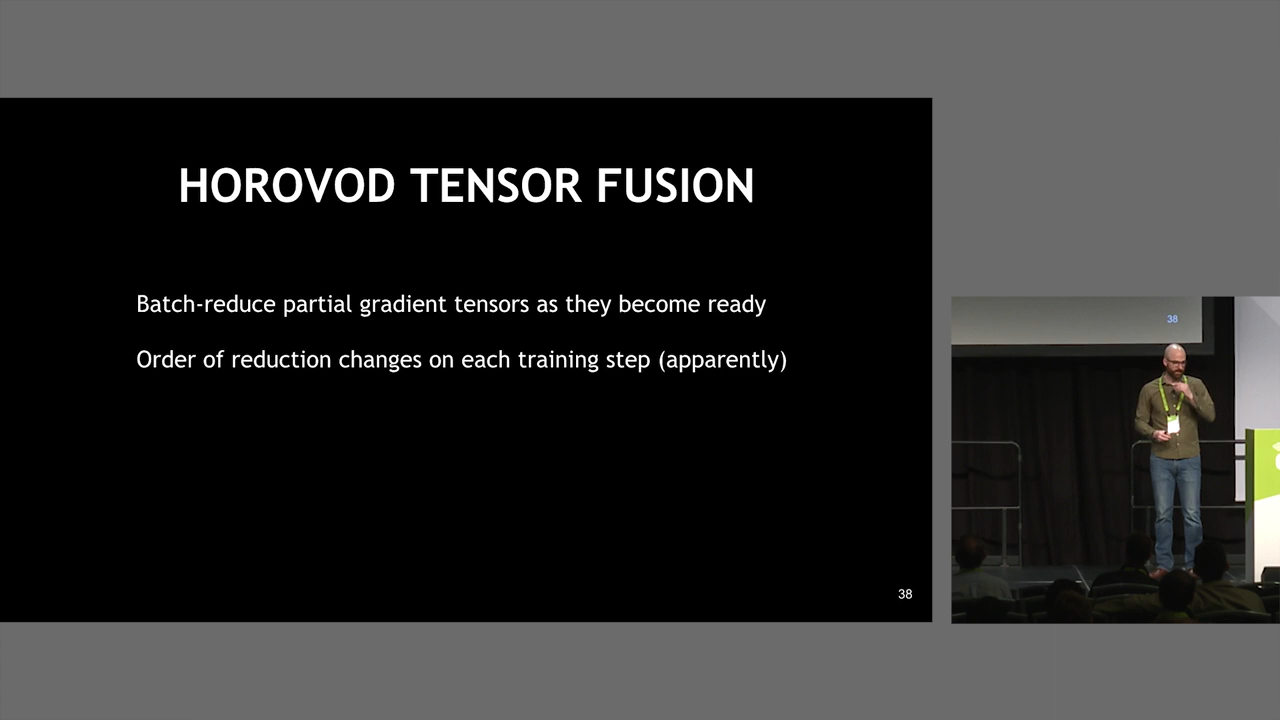 HOROVOD TENSOR FUSION
Batch-reduce partial gradient tensors as they become ready
Order of reduction changes on each training step (apparently)
38
38